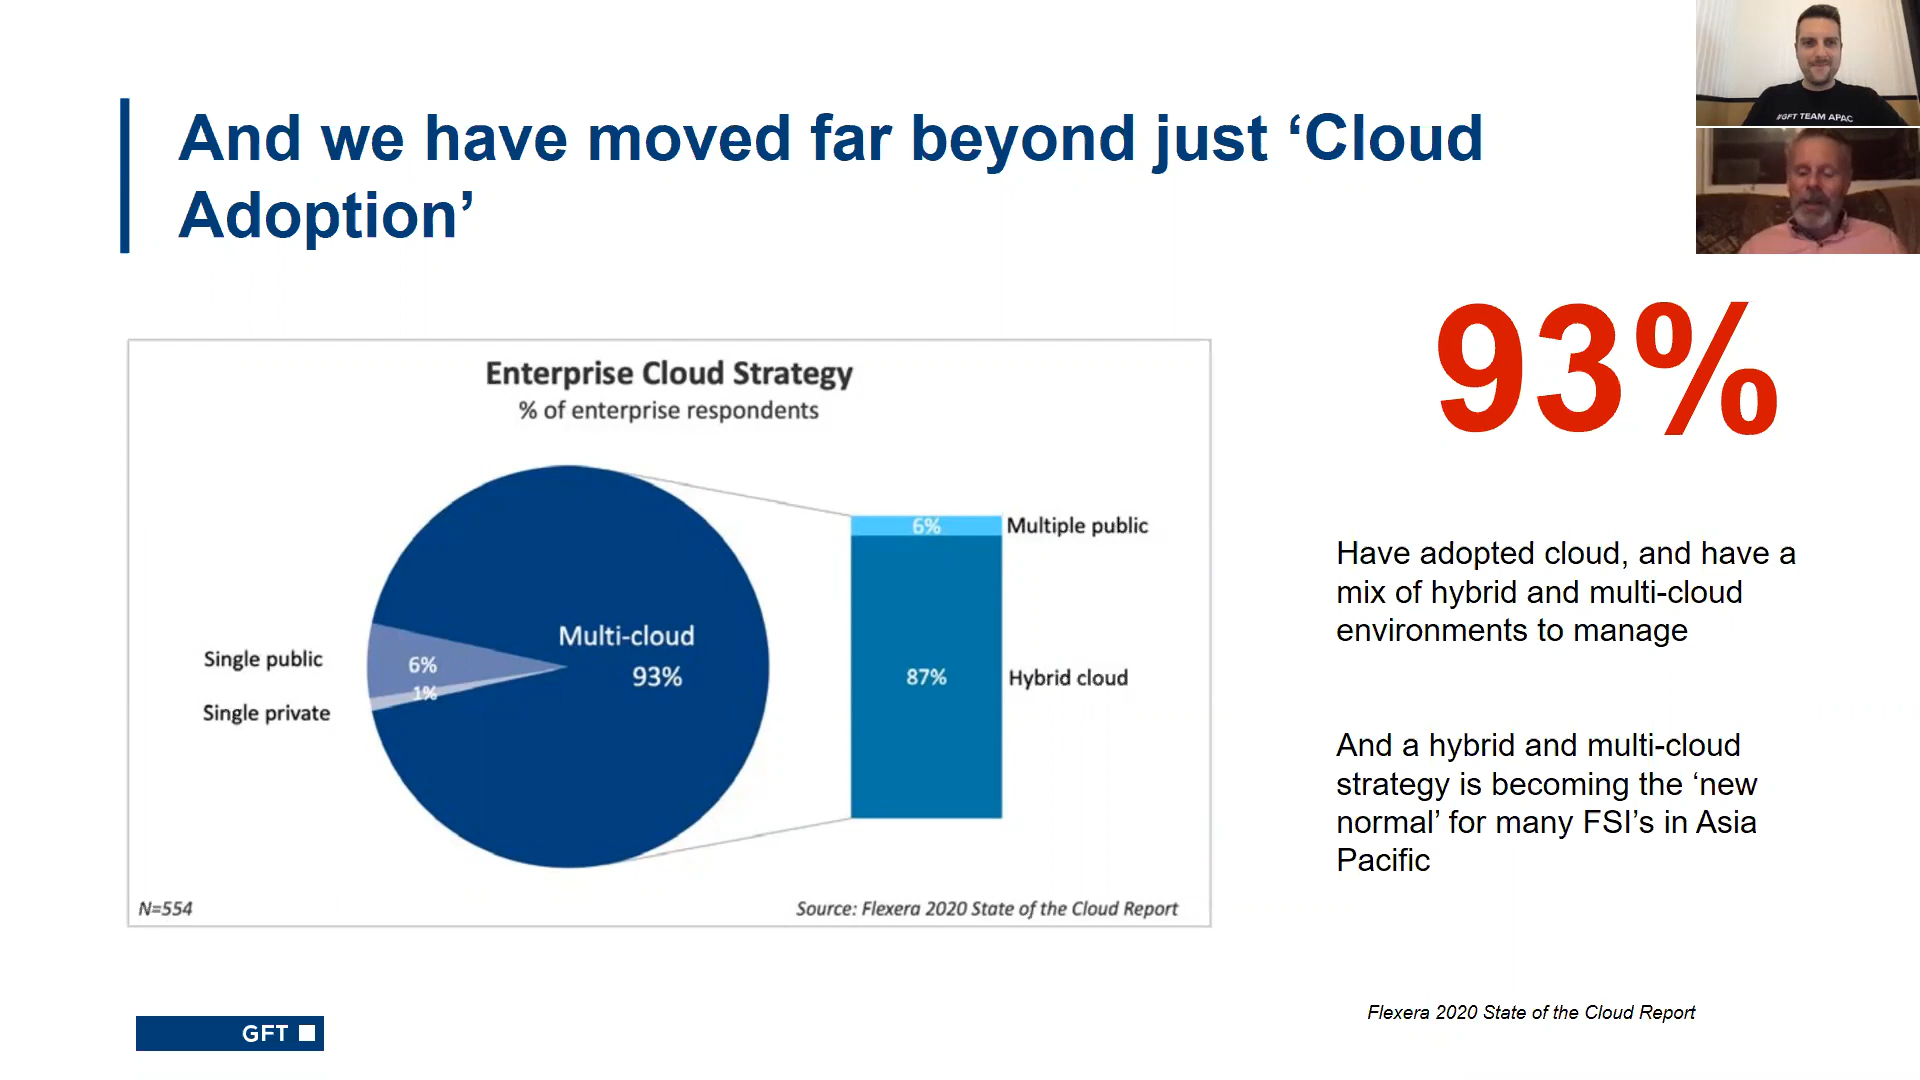 And we have moved far beyond just ‘Cloud
Adoption’
#GFT TEAM APAC
93%
Enterprise Cloud Strategy
% of enterprise respondents
6%
Multiple public
Multi-cloud
93%
Single public
6%
1%
Single private
87%
Hybrid cloud
N=554
Source: Flexera 2020 State of the Cloud Report
Have adopted cloud, and have a
mix of hybrid and multi-cloud
environments to manage
And a hybrid and multi-cloud
strategy is becoming the ‘new
normal’ for many FSI’s in Asia
Pacific
GFT
Flexera 2020 State of the Cloud Report